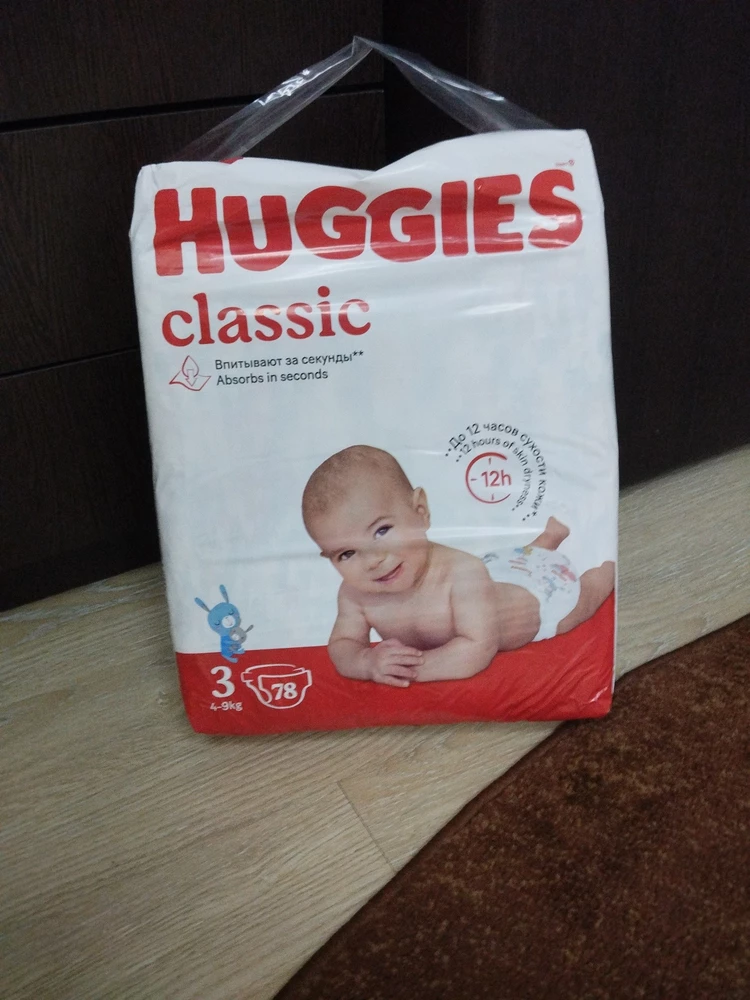 HUGGIES
classic
Впитывают за секунды**
Absorbs in seconds
··До 12 часов сухости кожи*··
··12 hours of skin dryness··
12h
3
78
4-9kg